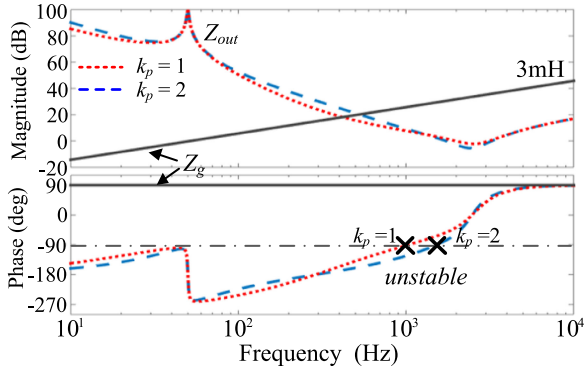 100
80
60
40
20
0
-20
Magnitude (dB)
Z_out
k_p = 1
k_p = 2
3mH
Z_g
90
0
-90
-180
-270
Phase (deg)
k_p = 1
k_p = 2
unstable
10^1
10^2
10^3
10^4
Frequency (Hz)